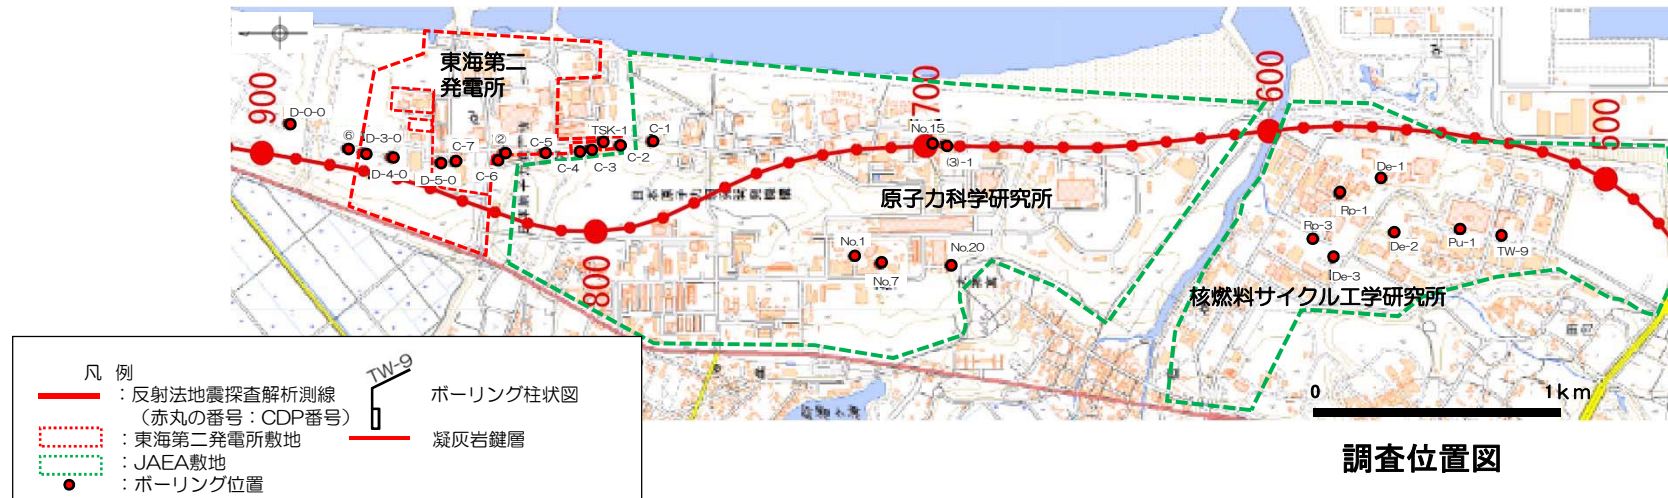 東海第二
発電所
900
D-0-0
⑥
D-3-0
D-4-0
D-5-0
C-7
②
C-6
C-5
C-4
TSK-1
C-3
C-2
C-1
No.15
700
(3)-1
600
500
De-1
Rp-1
原子力科学研究所
Rp-3
De-2
Pu-1
TW-9
De-3
No.1
No.7
No.20
800
核燃料サイクル工学研究所
凡 例
:反射法地震探査解析測線
(赤丸の番号:CDP番号)
:東海第二発電所敷地
:JAEA敷地
:ボーリング位置
TW-9
ボーリング柱状図
凝灰岩鍵層
0
1km
調査位置図